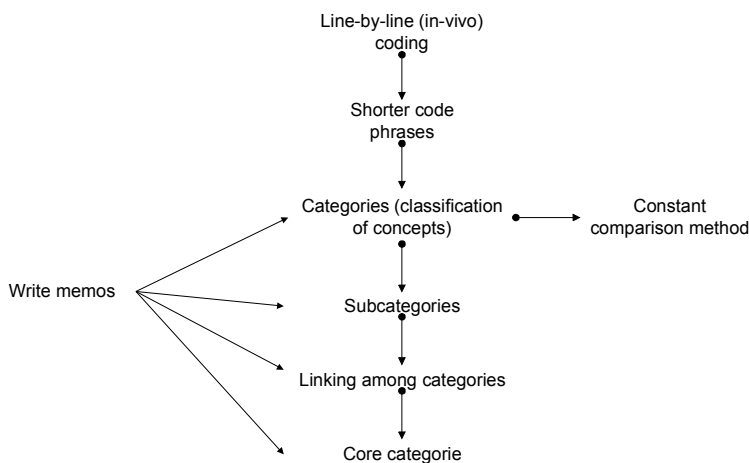 Line-by-line (in-vivo)
coding
Shorter code
phrases
Categories (classification
of concepts)
Constant
comparison method
Write memos
Subcategories
Linking among categories
Core categorie